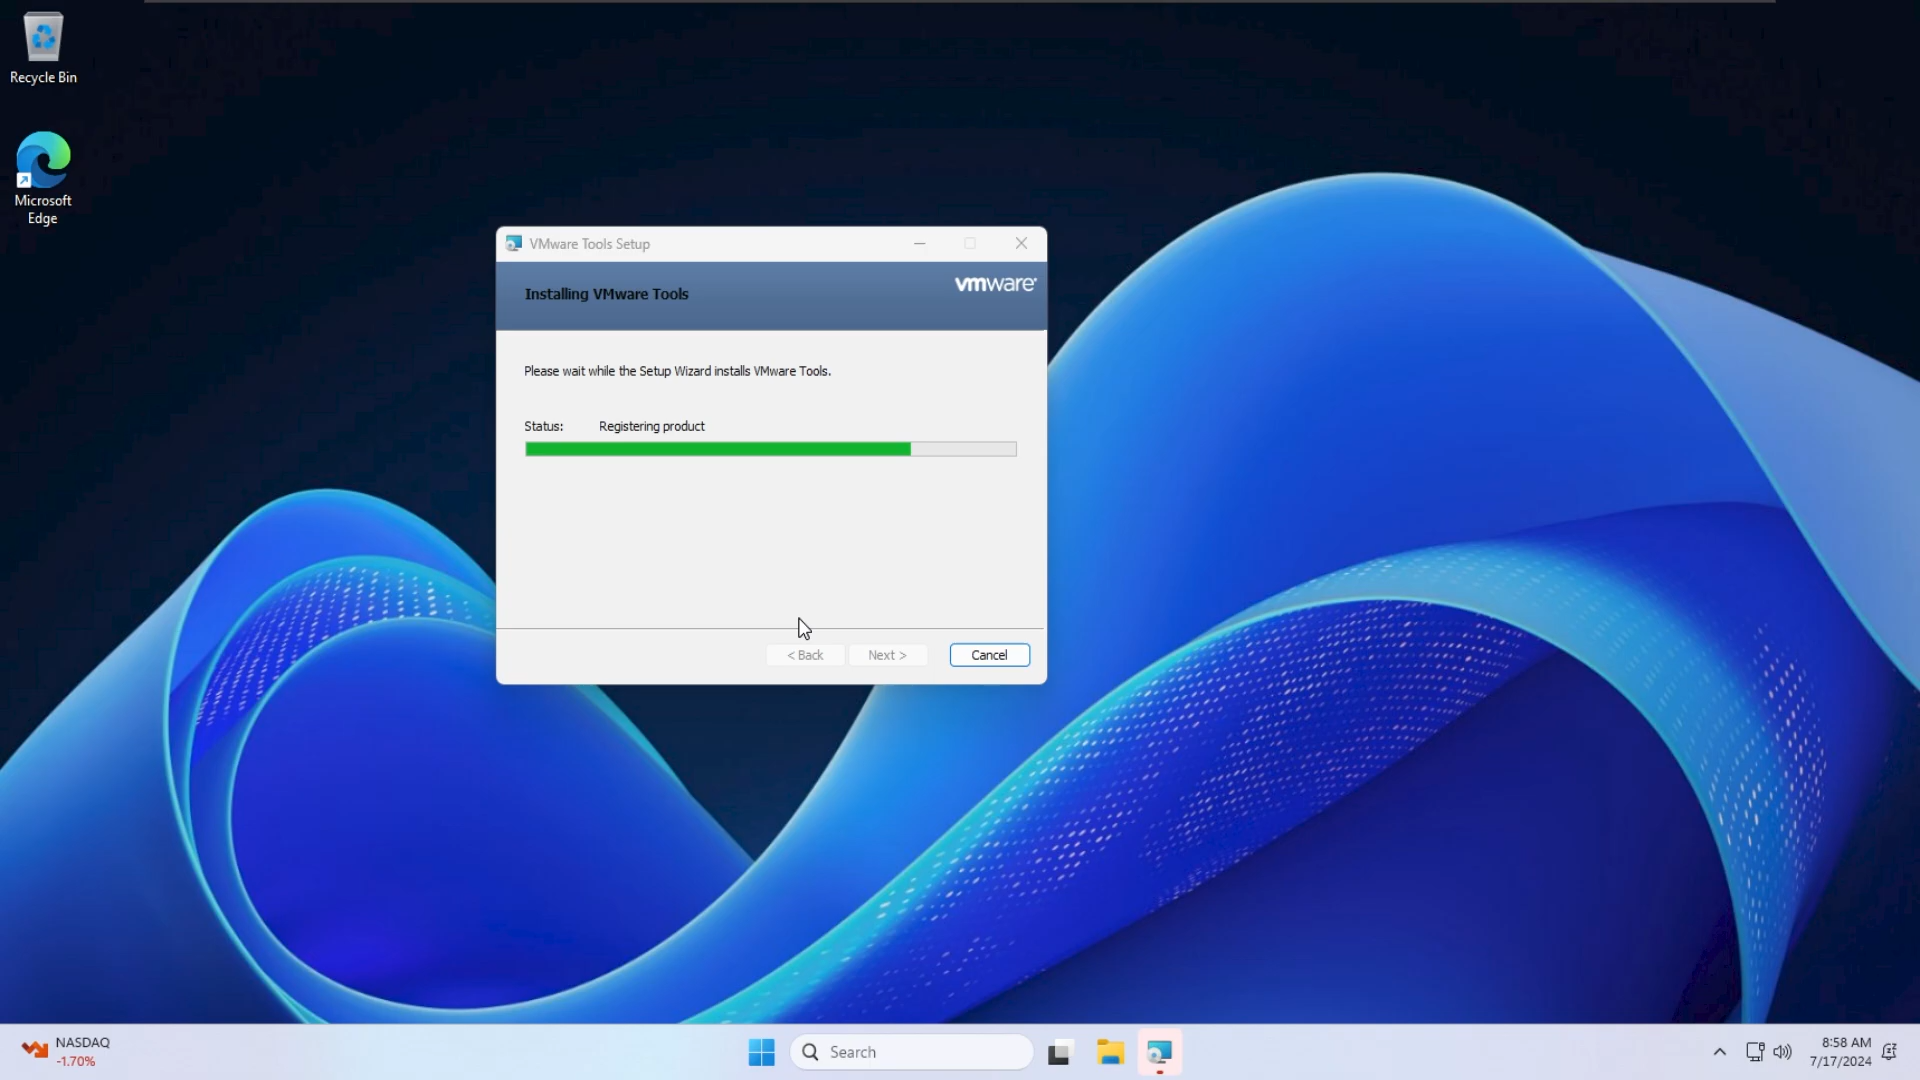 Recycle Bin
Microsoft
Edge
VMware Tools Setup
Installing VMware Tools
vmware®
Please wait while the Setup Wizard installs VMware Tools.
Status: Registering product
< Back Next > Cancel
NASDAQ
-1.70%
Search
8:58 AM
7/17/2024